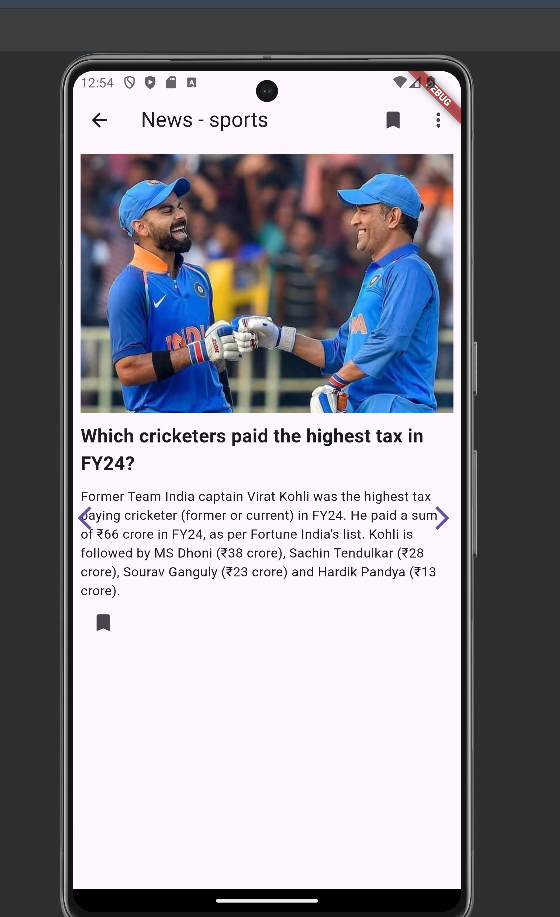 12:54
DEBUG
News - sports
INDI
A
Which cricketers paid the highest tax in
FY24?
Former Team India captain Virat Kohli was the highest tax
paying cricketer (former or current) in FY24. He paid a sum
of ₹66 crore in FY24, as per Fortune India's list. Kohli is
followed by MS Dhoni (₹38 crore), Sachin Tendulkar (₹28
crore), Sourav Ganguly (₹23 crore) and Hardik Pandya (₹13
crore).